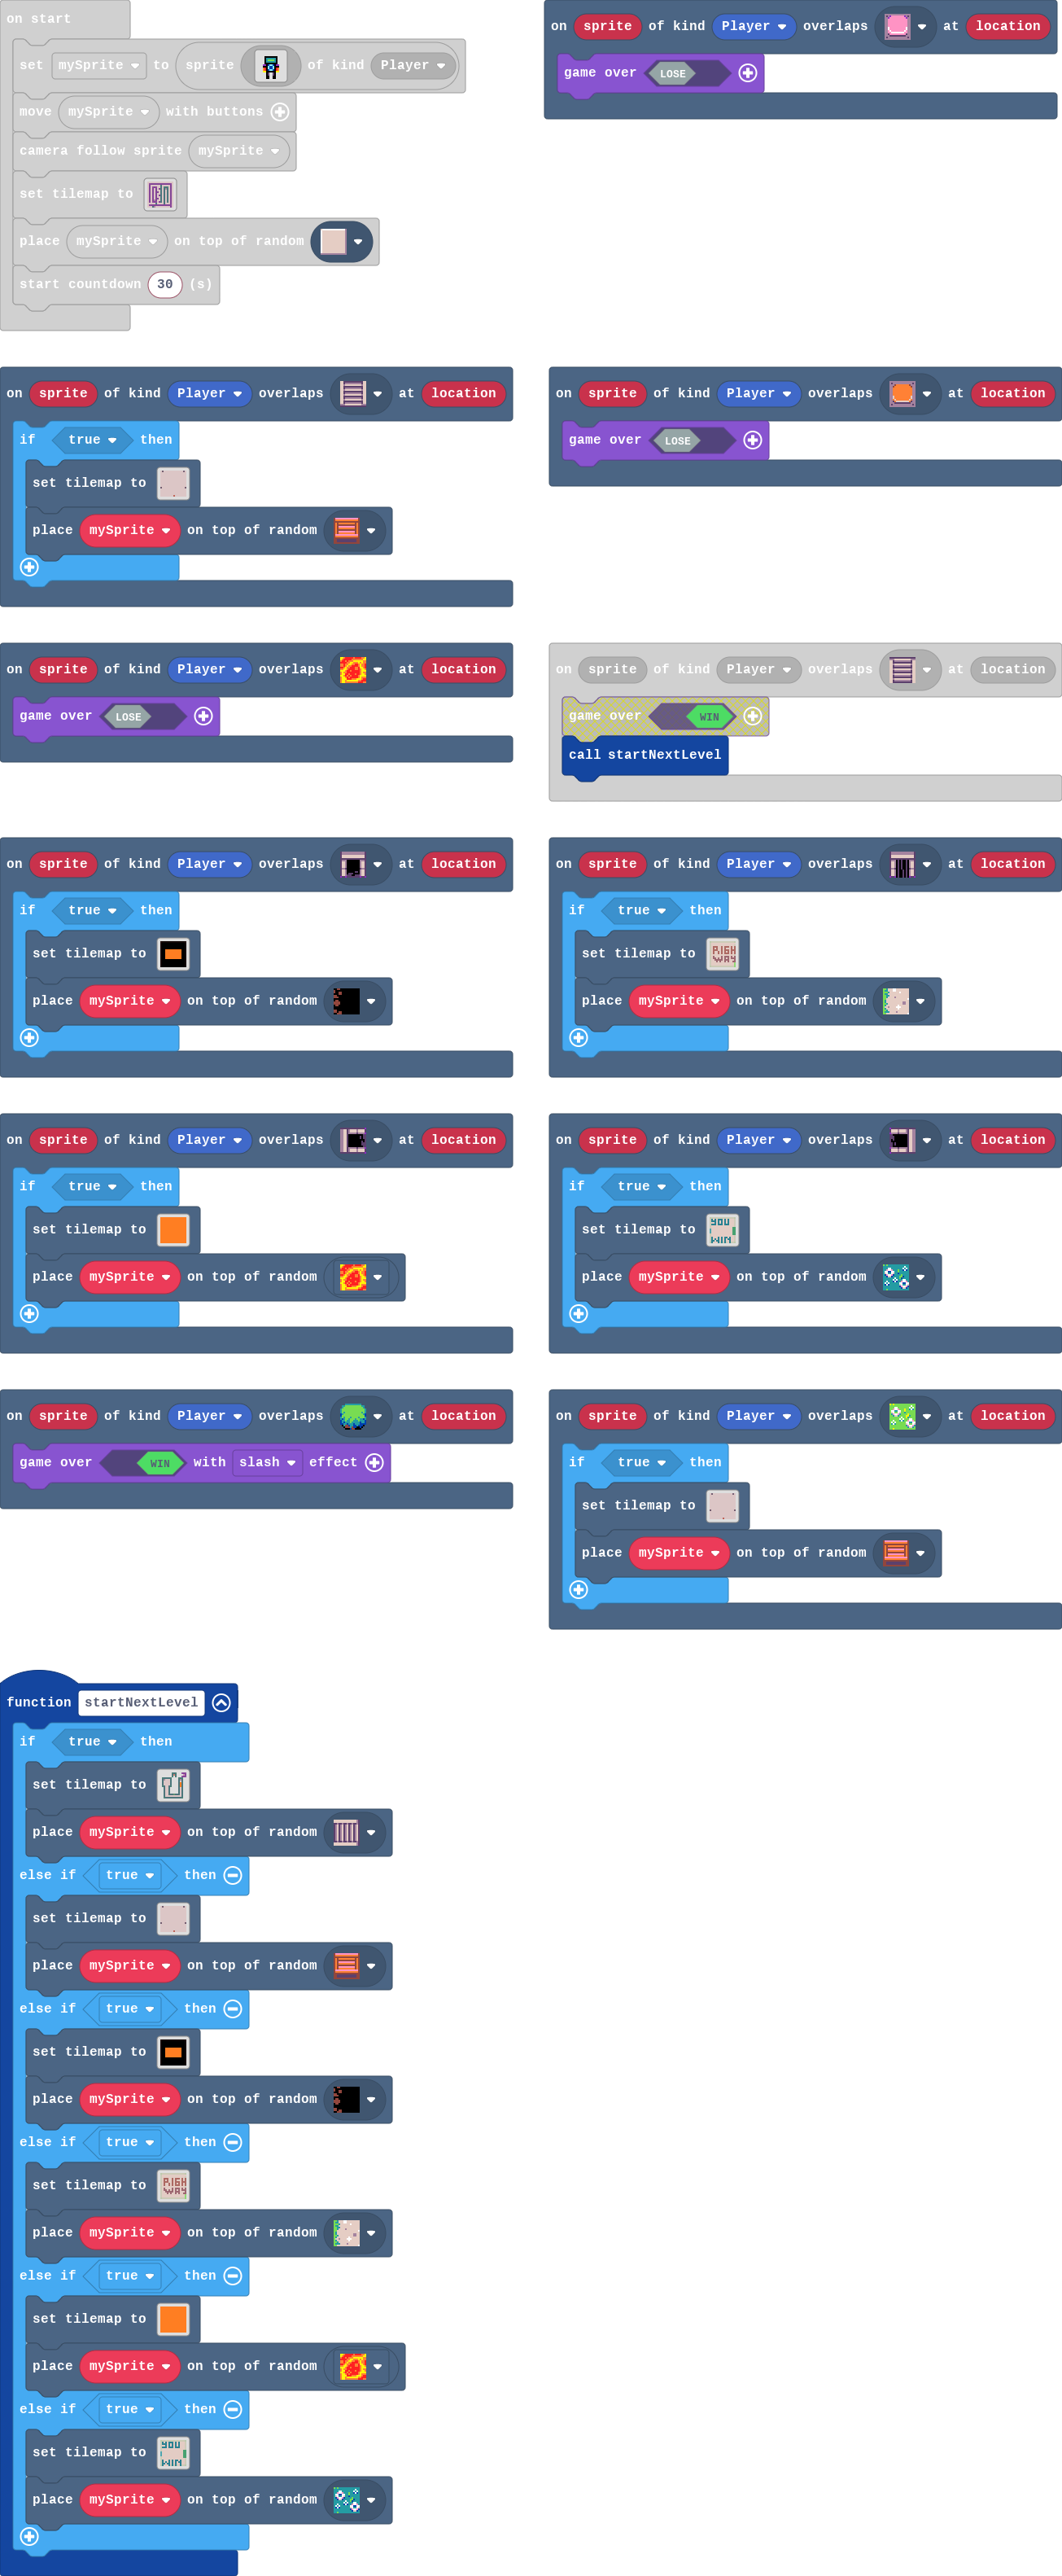 on start
set mySprite to sprite of kind Player
move mySprite with buttons
camera follow sprite mySprite
set tilemap to
place mySprite on top of random
start countdown 30 (s)
on sprite of kind Player overlaps at location
game over LOSE
on sprite of kind Player overlaps at location
if true then
set tilemap to
place mySprite on top of random
on sprite of kind Player overlaps at location
game over LOSE
on sprite of kind Player overlaps at location
game over LOSE
on sprite of kind Player overlaps at location
game over WIN
call startNextLevel
on sprite of kind Player overlaps at location
if true then
set tilemap to
place mySprite on top of random
on sprite of kind Player overlaps at location
if true then
set tilemap to RIGH WAY
place mySprite on top of random
on sprite of kind Player overlaps at location
if true then
set tilemap to
place mySprite on top of random
on sprite of kind Player overlaps at location
if true then
set tilemap to YOU WIN
place mySprite on top of random
on sprite of kind Player overlaps at location
game over WIN with slash effect
on sprite of kind Player overlaps at location
if true then
set tilemap to
place mySprite on top of random
function startNextLevel
if true then
set tilemap to
place mySprite on top of random
else if true then
set tilemap to
place mySprite on top of random
else if true then
set tilemap to
place mySprite on top of random
else if true then
set tilemap to RIGH WAY
place mySprite on top of random
else if true then
set tilemap to
place mySprite on top of random
else if true then
set tilemap to YOU WIN
place mySprite on top of random